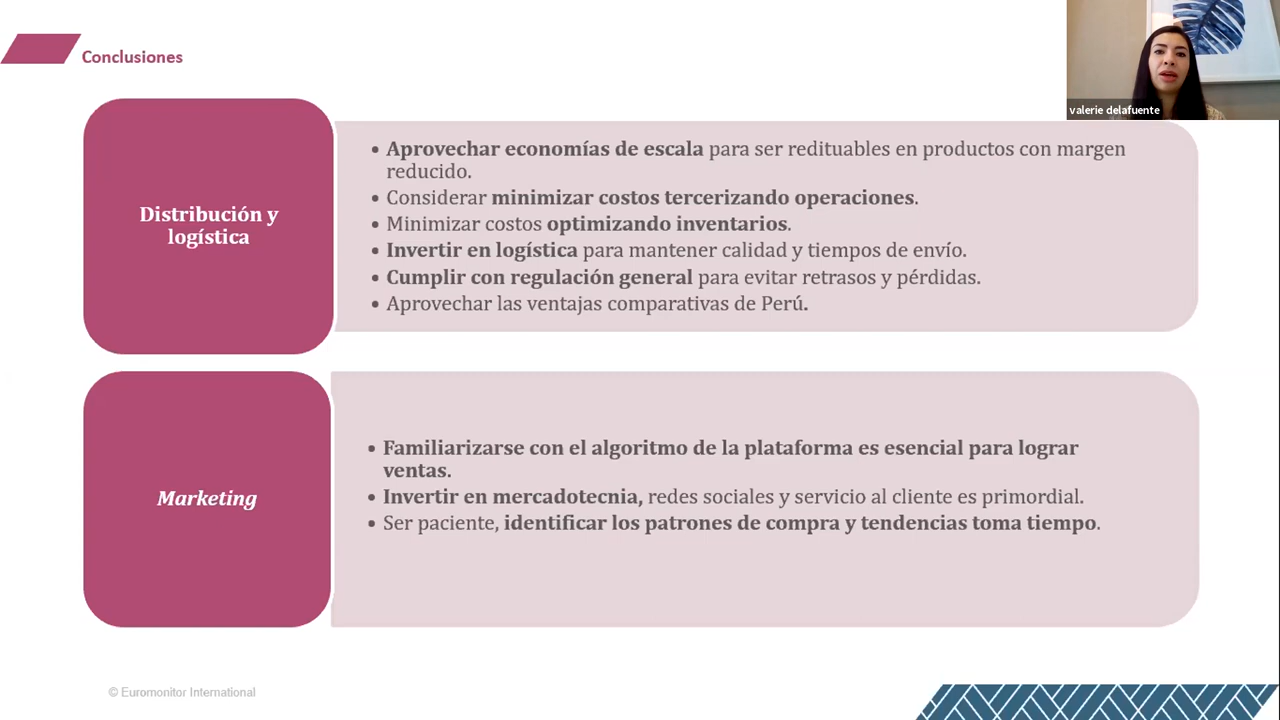 Conclusiones
valerie delafuente
Distribución y
logística
• Aprovechar economías de escala para ser redituables en productos con margen
reducido.
• Considerar minimizar costos tercerizando operaciones.
• Minimizar costos optimizando inventarios.
• Invertir en logística para mantener calidad y tiempos de envío.
• Cumplir con regulación general para evitar retrasos y pérdidas.
• Aprovechar las ventajas comparativas de Perú.
Marketing
• Familiarizarse con el algoritmo de la plataforma es esencial para lograr
ventas.
• Invertir en mercadotecnia, redes sociales y servicio al cliente es primordial.
• Ser paciente, identificar los patrones de compra y tendencias toma tiempo.
© Euromonitor International